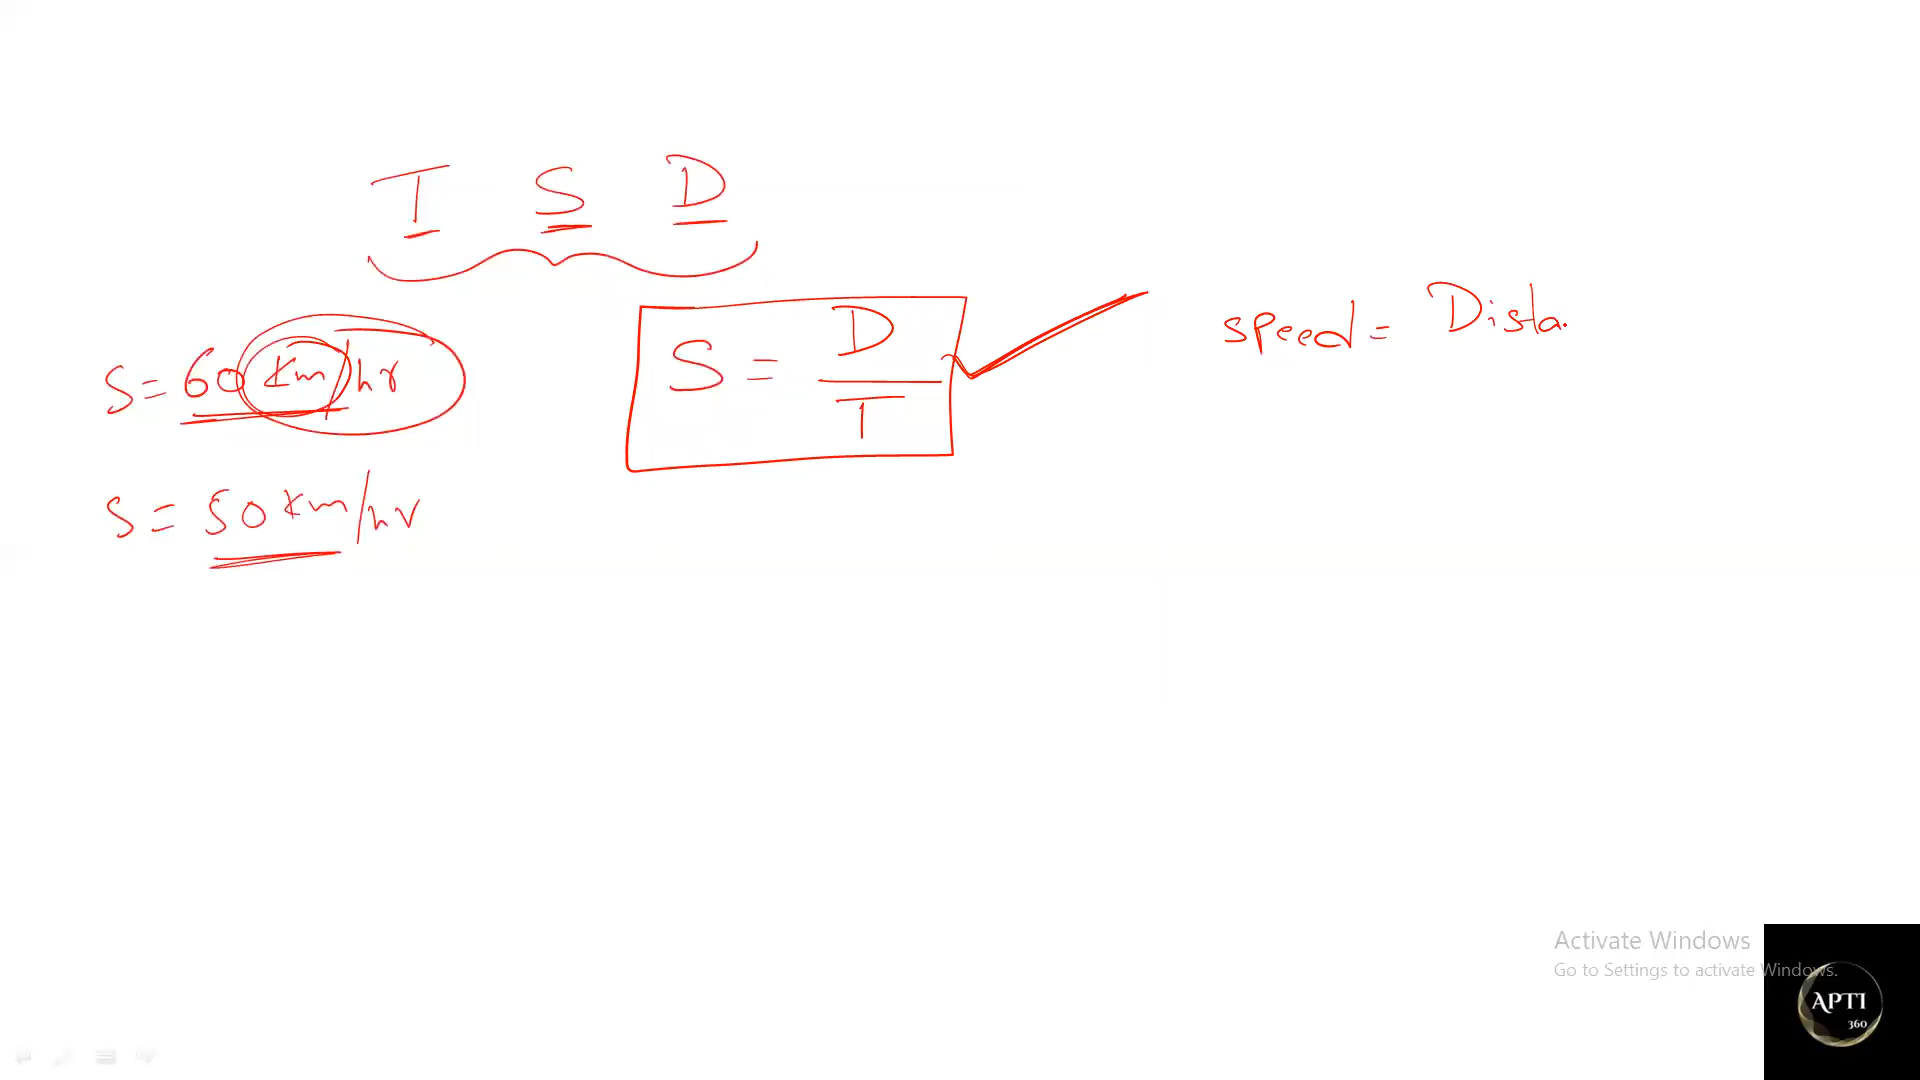 T S D
S = D/T
speed = Dista.
S = 60 km/hr
S = 50 km/hr
Activate Windows
Go to Settings to activate Windows.
APTI
360